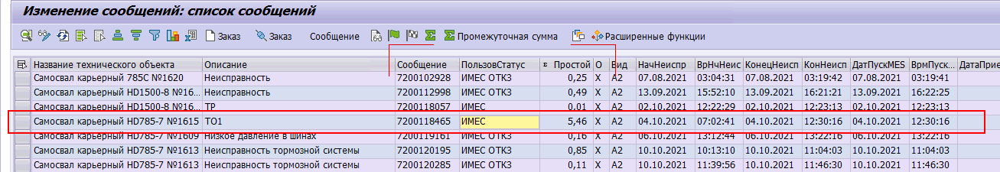 Изменение сообщений: список сообщений
Заказ Заказ Сообщение Промежуточная сумма Расширенные функции
Название технического объекта Описание Сообщение ПользовСтатус Простой О Вид НачНеиспр ВрНчНеис КонецНеисп КонНеисп ДатПускMES ВрмПуск... ДатаПрие
Самосвал карьерный 785C №1620 Неисправность 7200102928 ИМЕС ОТКЗ 0,25 X A2 07.08.2021 03:04:31 07.08.2021 03:19:42 07.08.2021 03:19:41
Самосвал карьерный HD1500-8 №16... Неисправность 7200112998 ИМЕС ОТКЗ 0,49 X A2 13.09.2021 15:52:10 13.09.2021 16:21:21 13.09.2021 16:22:25
Самосвал карьерный HD1500-8 №16... ТР 7200118057 ИМЕС 0,01 X A2 02.10.2021 12:22:29 02.10.2021 12:23:13 02.10.2021 12:23:13
Самосвал карьерный HD785-7 №1615 ТО1 7200118465 ИМЕС 5,46 X A2 04.10.2021 07:02:41 04.10.2021 12:30:16 04.10.2021 12:30:16
Самосвал карьерный HD785-7 №1609 Низкое давление в шинах 7200119161 ИМЕС ОТКЗ 0,16 X A2 06.10.2021 13:12:44 06.10.2021 13:22:16 06.10.2021 13:22:16
Самосвал карьерный HD785-7 №1613 Неисправность тормозной системы 7200120195 ИМЕС ОТКЗ 0,85 X A2 10.10.2021 10:13:10 10.10.2021 11:04:03 10.10.2021 11:04:03
Самосвал карьерный HD785-7 №1613 Неисправность тормозной системы 7200120285 ИМЕС ОТКЗ 0,11 X A2 10.10.2021 11:39:56 10.10.2021 11:46:30 10.10.2021 11:46:30